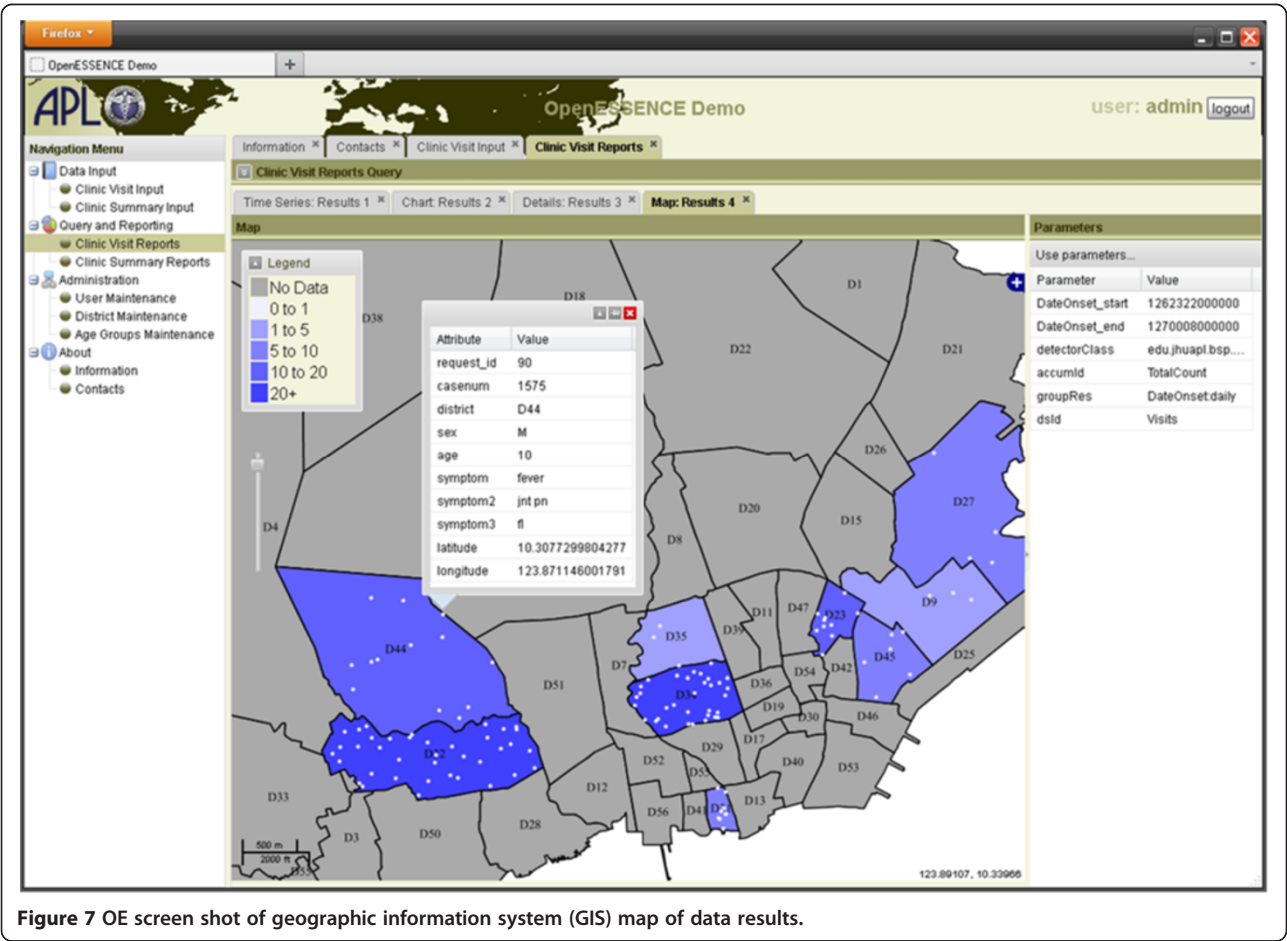 Firefox
OpenESSENCE Demo
APL
OpenESSENCE Demo
user: admin logout
Navigation Menu
Data Input
Clinic Visit Input
Clinic Summary Input
Query and Reporting
Clinic Visit Reports
Clinic Summary Reports
Administration
User Maintenance
District Maintenance
Age Groups Maintenance
About
Information
Contacts
Information Contacts Clinic Visit Input Clinic Visit Reports
Clinic Visit Reports Query
Time Series: Results 1 Chart: Results 2 Details: Results 3 Map: Results 4
Map
Legend
No Data
0 to 1
1 to 5
5 to 10
10 to 20
20+
Attribute Value
request_id 90
casenum 1575
district D44
sex M
age 10
symptom fever
symptom2 jnt pn
symptom3 fl
latitude 10.3077299804277
longitude 123.871146001791
D18
D1
D38
D22
D21
D26
D27
D4
D20
D15
D8
D9
D11
D47
D23
D35
D39
D44
D7
D45
D25
D42
D54
D51
D36
D19
D30
D46
D29
D17
D52
D55
D40
D53
D12
D33
D56
D41
D13
D3
D50
D28
500 m
2000 ft
123.89107, 10.33966
Parameters
Use parameters...
Parameter Value
DateOnset_start 1262322000000
DateOnset_end 1270008000000
detectorClass edu.jhuapl.bsp....
accumId TotalCount
groupRes DateOnset:daily
dsId Visits
Figure 7 OE screen shot of geographic information system (GIS) map of data results.